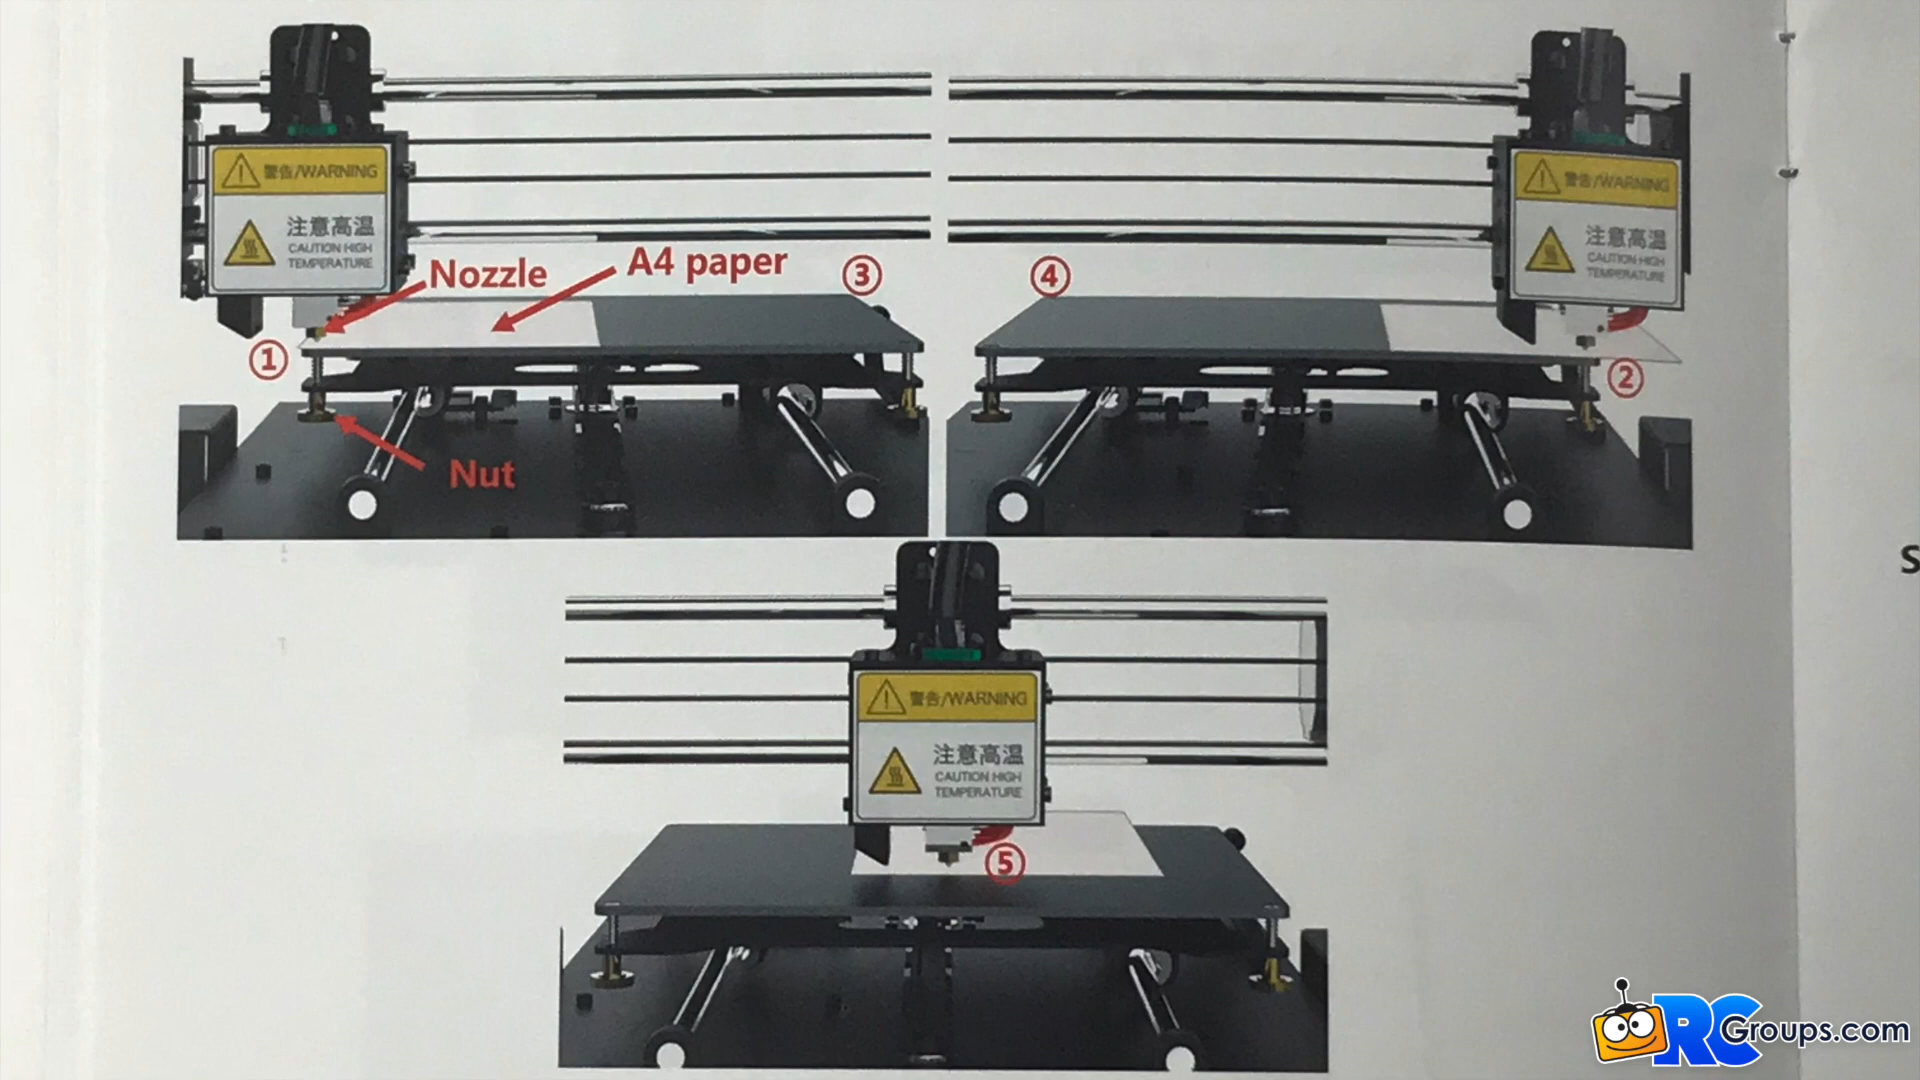 警告/WARNING
注意高温
CAUTION HIGH
TEMPERATURE
Nozzle
A4 paper
③
①
Nut
警告/WARNING
注意高温
CAUTION HIGH
TEMPERATURE
④
②
警告/WARNING
注意高温
CAUTION HIGH
TEMPERATURE
⑤
S
RCGroups.com